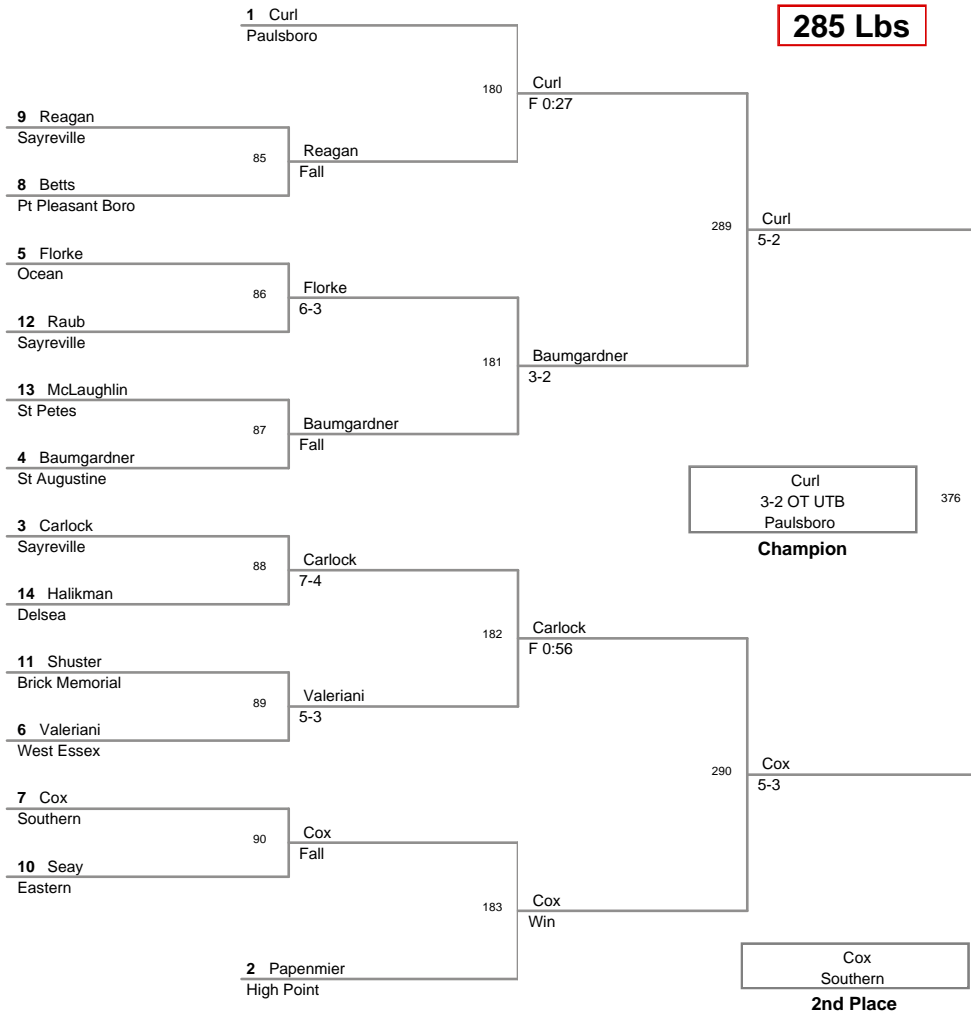 285 Lbs
1 Curl
Paulsboro
180
Curl
F 0:27
9 Reagan
Sayreville
85
Reagan
Fall
8 Betts
Pt Pleasant Boro
289
Curl
5-2
5 Florke
Ocean
86
Florke
6-3
12 Raub
Sayreville
181
Baumgardner
3-2
13 McLaughlin
St Petes
87
Baumgardner
Fall
4 Baumgardner
St Augustine
Curl
3-2 OT UTB
Paulsboro
376
Champion
3 Carlock
Sayreville
88
Carlock
7-4
14 Halikman
Delsea
182
Carlock
F 0:56
11 Shuster
Brick Memorial
89
Valeriani
5-3
6 Valeriani
West Essex
290
Cox
5-3
7 Cox
Southern
90
Cox
Fall
10 Seay
Eastern
183
Cox
Win
2 Papenmier
High Point
Cox
Southern
2nd Place